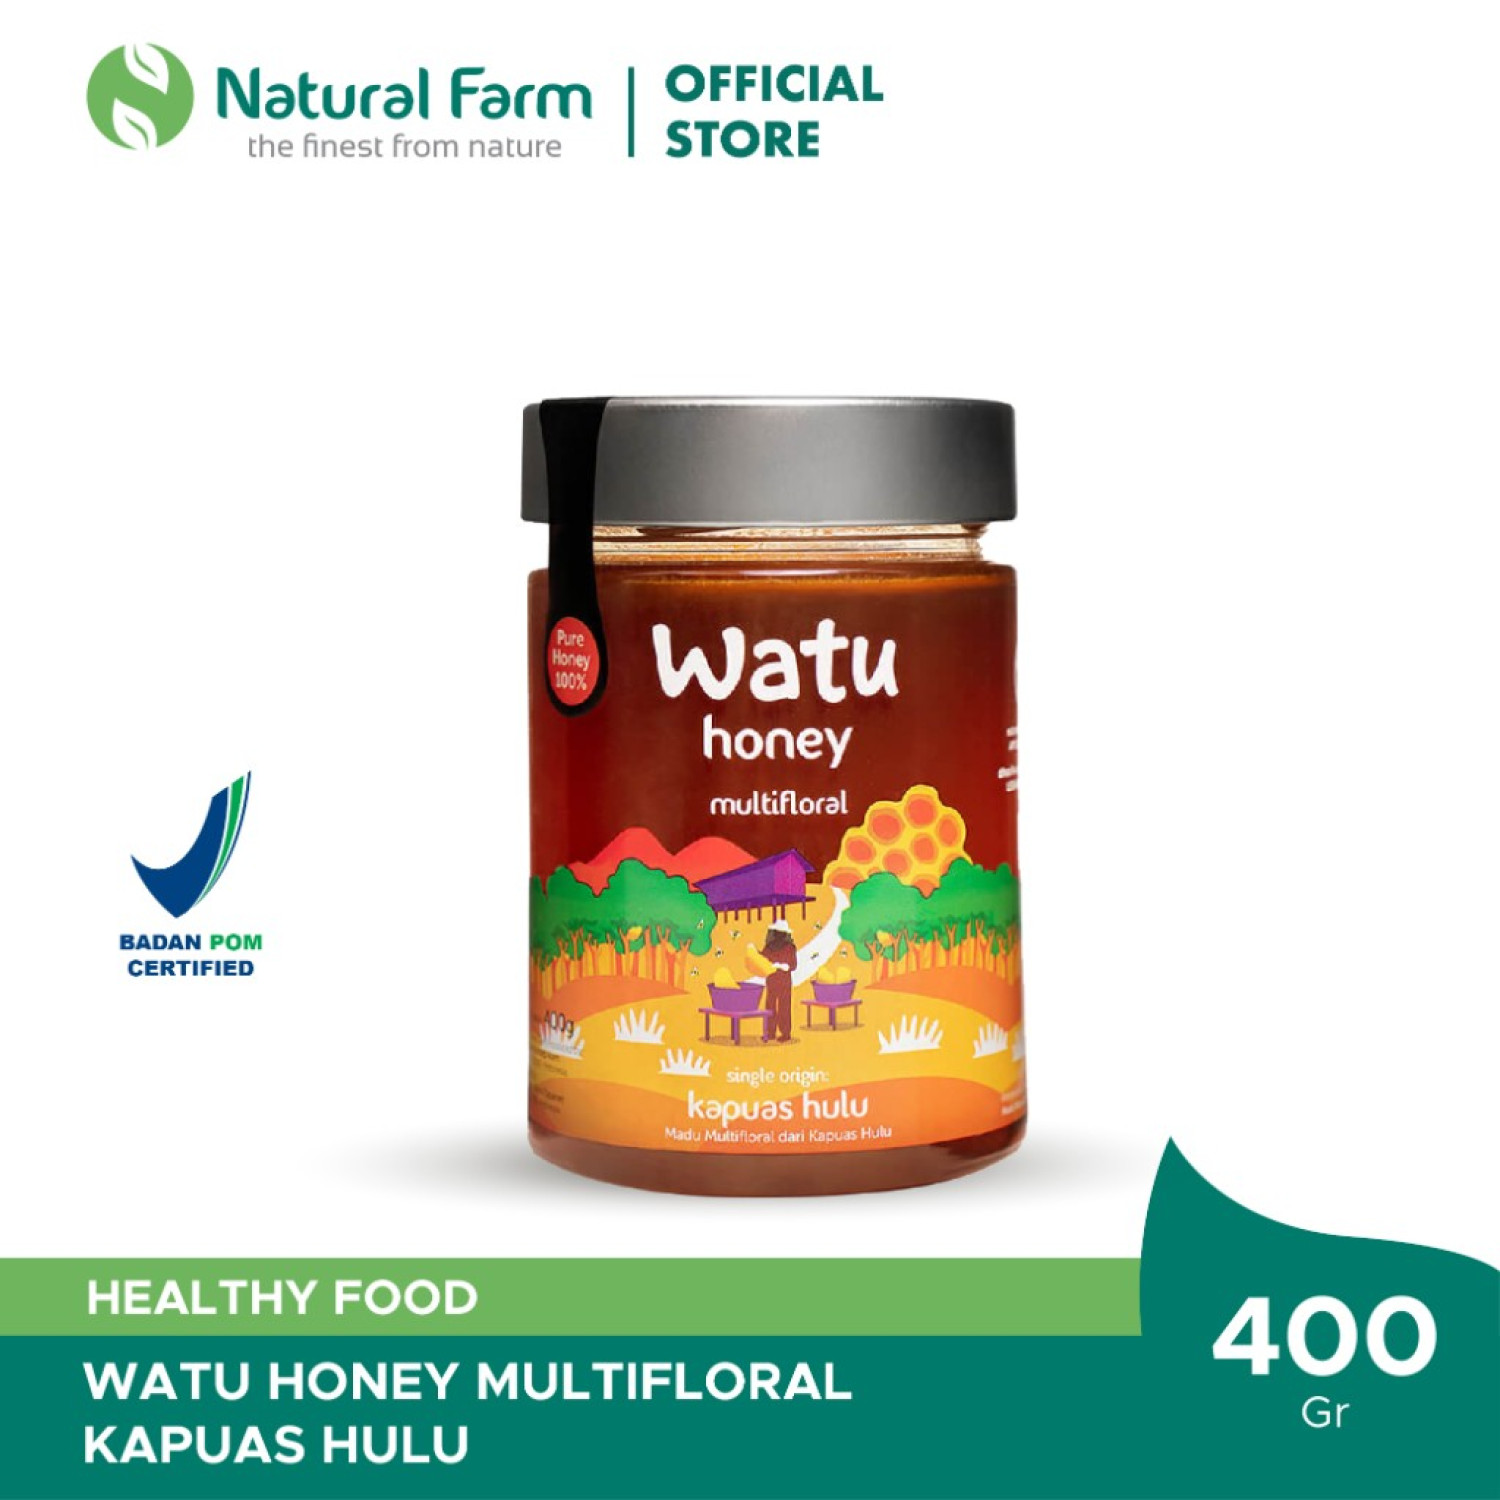 Natural Farm
the finest from nature
OFFICIAL
STORE
Pure
Honey
100%
Watu
honey
multifloral
400g
single origin:
kapuas hulu
Madu Multifloral dari Kapuas Hulu
BADAN POM
CERTIFIED
HEALTHY FOOD
WATU HONEY MULTIFLORAL
KAPUAS HULU
400
Gr